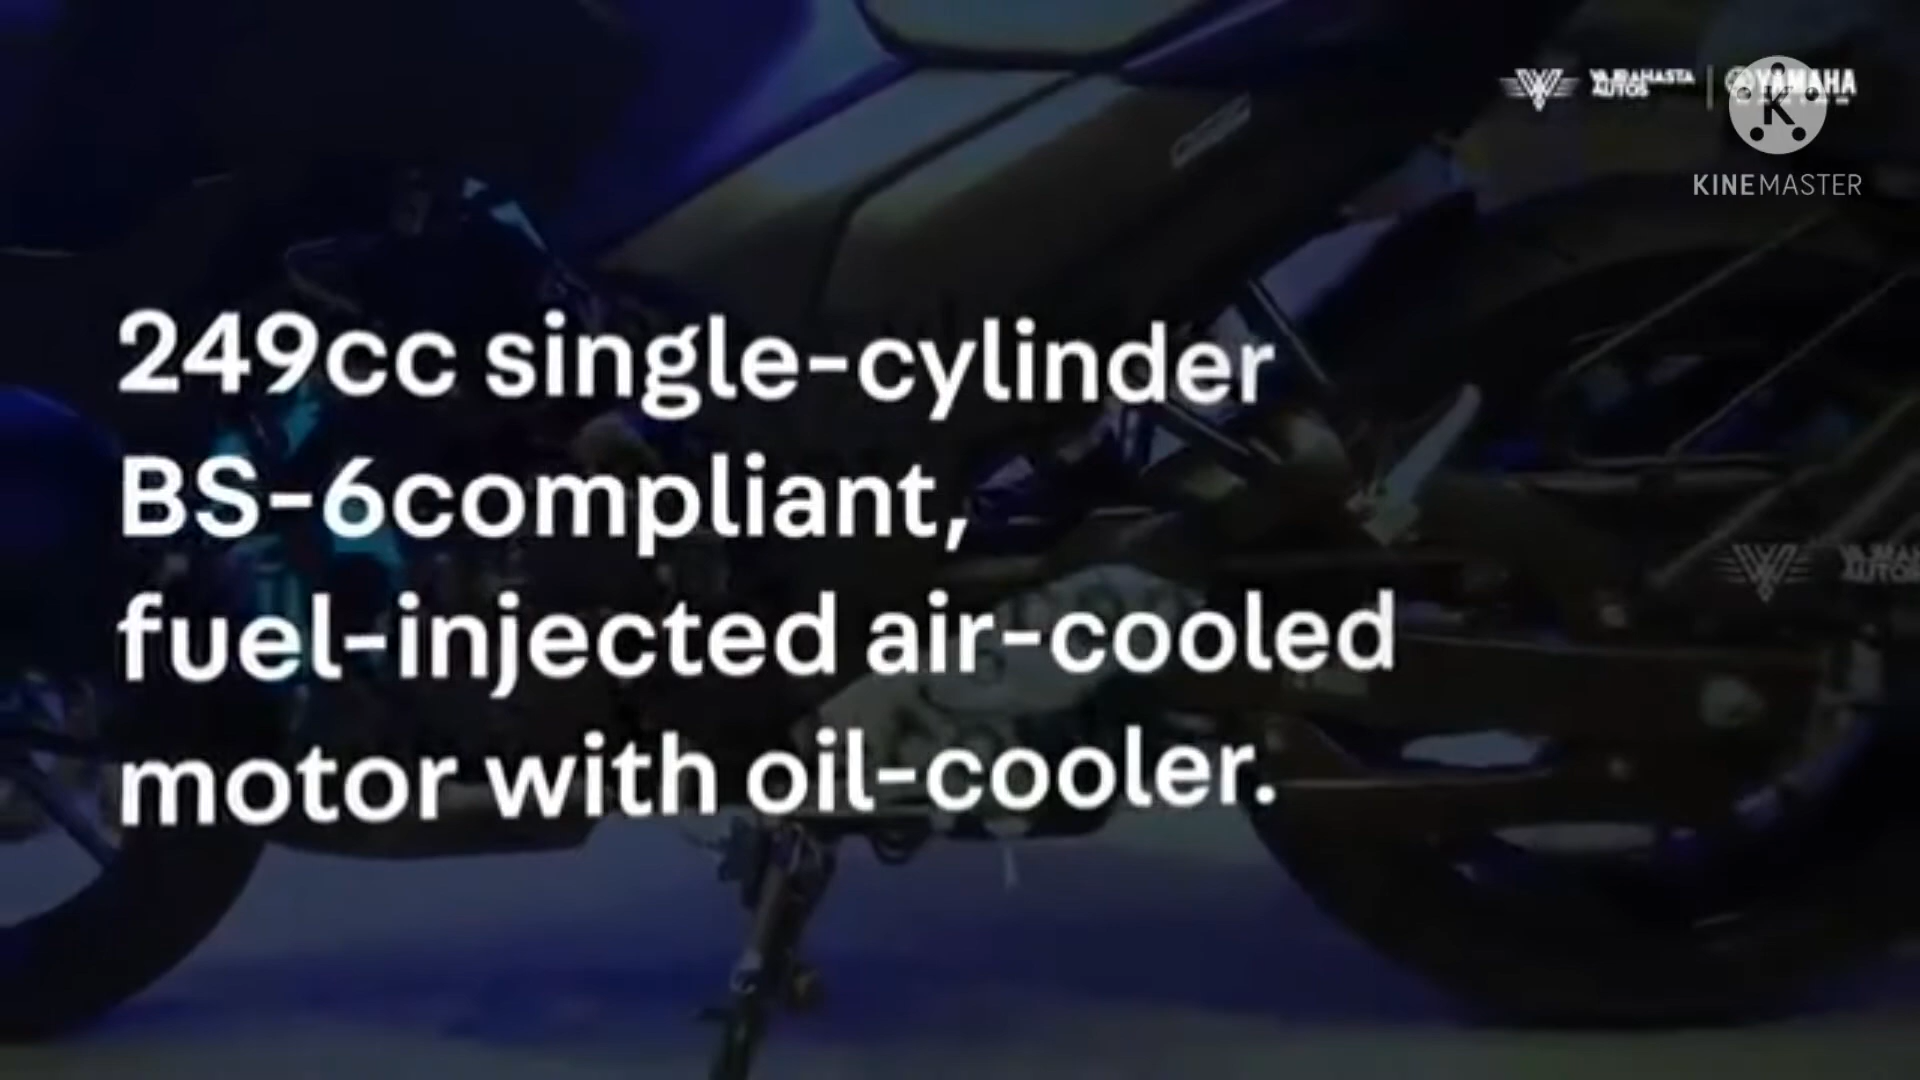 YAMAHA
KINEMASTER
249cc single-cylinder
BS-6compliant,
fuel-injected air-cooled
motor with oil-cooler.